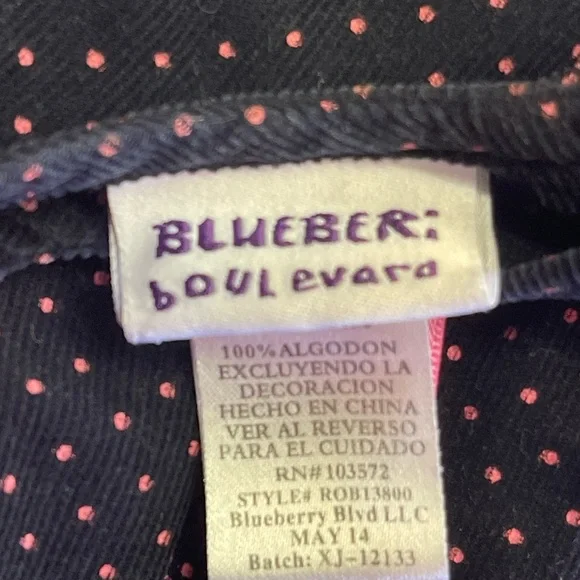 BLUEBERi
boulevard
100% ALGODON
EXCLUYENDO LA
DECORACION
HECHO EN CHINA
VER AL REVERSO
PARA EL CUIDADO
RN# 103572
STYLE# ROB13800
Blueberry Blvd LLC
MAY 14
Batch: XJ-12133